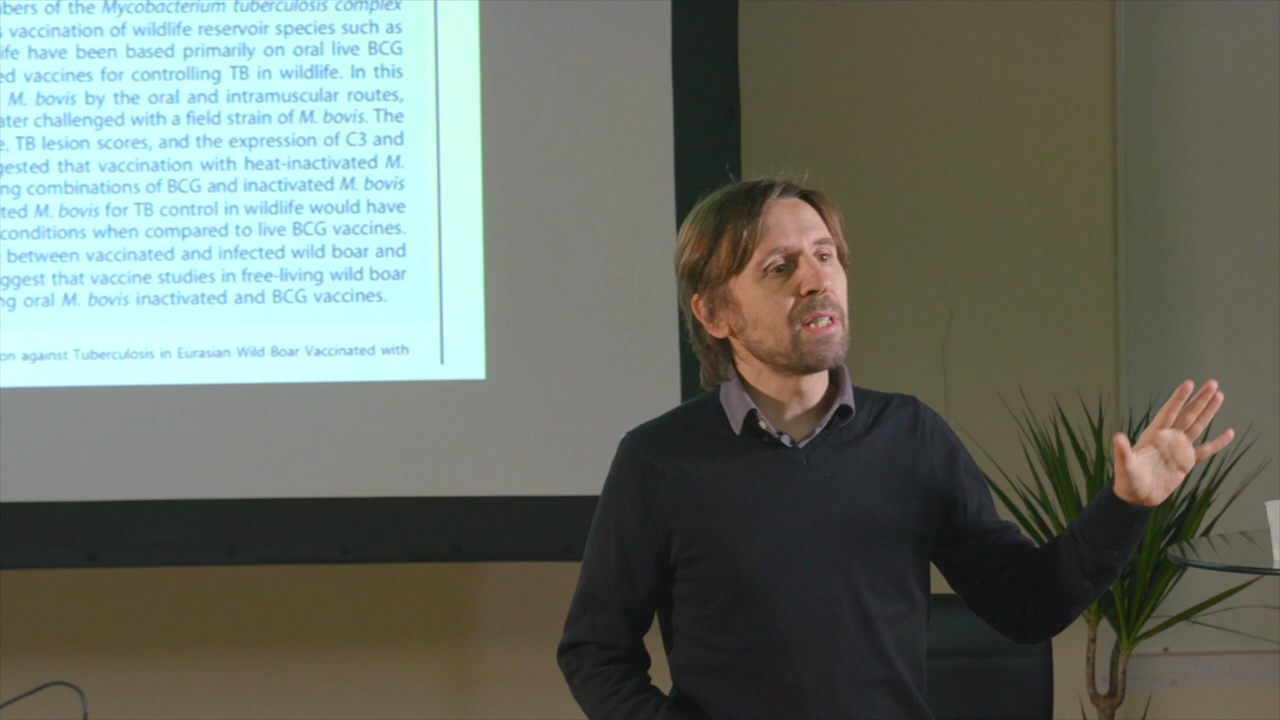 bers of the Mycobacterium tuberculosis complex
vaccination of wildlife reservoir species such as
ife have been based primarily on oral live BCG
ed vaccines for controlling TB in wildlife. In this
M. bovis by the oral and intramuscular routes,
ater challenged with a field strain of M. bovis. The
e, TB lesion scores, and the expression of C3 and
gested that vaccination with heat-inactivated M.
ng combinations of BCG and inactivated M. bovis
ted M. bovis for TB control in wildlife would have
conditions when compared to live BCG vaccines.
between vaccinated and infected wild boar and
ggest that vaccine studies in free-living wild boar
ng oral M. bovis inactivated and BCG vaccines.
on against Tuberculosis in Eurasian Wild Boar Vaccinated with